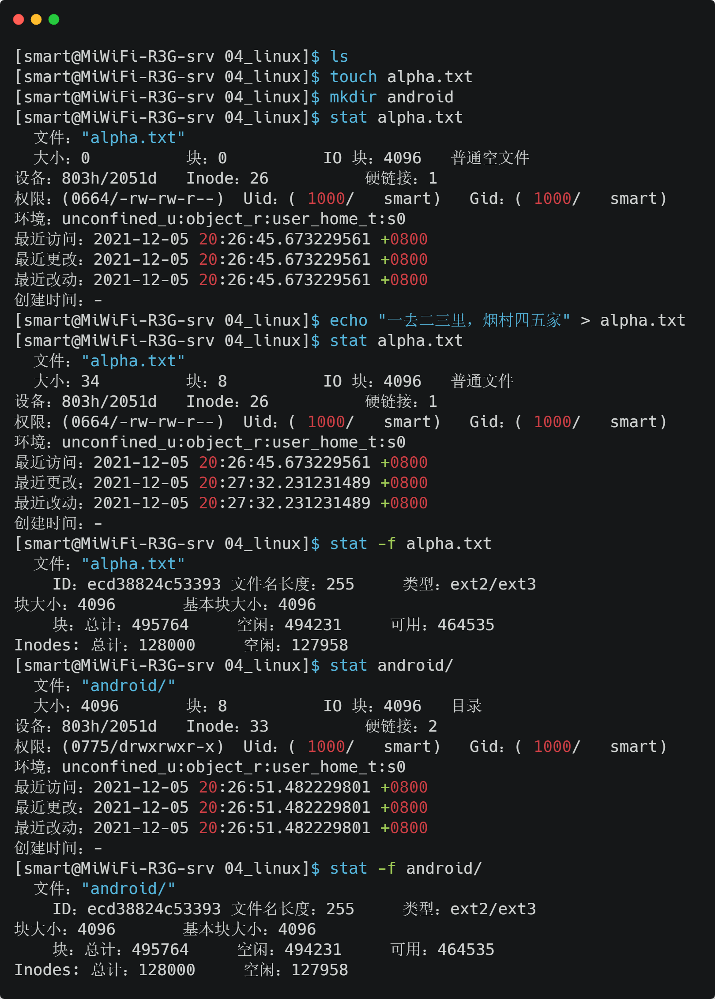 [smart@MiWiFi-R3G-srv 04_linux]$ ls
[smart@MiWiFi-R3G-srv 04_linux]$ touch alpha.txt
[smart@MiWiFi-R3G-srv 04_linux]$ mkdir android
[smart@MiWiFi-R3G-srv 04_linux]$ stat alpha.txt
  文件："alpha.txt"
  大小：0          块：0          IO 块：4096   普通空文件
设备：803h/2051d   Inode：26          硬链接：1
权限：(0664/-rw-rw-r--)  Uid：( 1000/   smart)   Gid：( 1000/   smart)
环境：unconfined_u:object_r:user_home_t:s0
最近访问：2021-12-05 20:26:45.673229561 +0800
最近更改：2021-12-05 20:26:45.673229561 +0800
最近改动：2021-12-05 20:26:45.673229561 +0800
创建时间：-
[smart@MiWiFi-R3G-srv 04_linux]$ echo "一去二三里，烟村四五家" > alpha.txt
[smart@MiWiFi-R3G-srv 04_linux]$ stat alpha.txt
  文件："alpha.txt"
  大小：34         块：8          IO 块：4096   普通文件
设备：803h/2051d   Inode：26          硬链接：1
权限：(0664/-rw-rw-r--)  Uid：( 1000/   smart)   Gid：( 1000/   smart)
环境：unconfined_u:object_r:user_home_t:s0
最近访问：2021-12-05 20:26:45.673229561 +0800
最近更改：2021-12-05 20:27:32.231231489 +0800
最近改动：2021-12-05 20:27:32.231231489 +0800
创建时间：-
[smart@MiWiFi-R3G-srv 04_linux]$ stat -f alpha.txt
  文件："alpha.txt"
    ID：ecd38824c53393 文件名长度：255     类型：ext2/ext3
块大小：4096       基本块大小：4096
    块：总计：495764     空闲：494231     可用：464535
Inodes: 总计：128000     空闲：127958
[smart@MiWiFi-R3G-srv 04_linux]$ stat android/
  文件："android/"
  大小：4096       块：8          IO 块：4096   目录
设备：803h/2051d   Inode：33          硬链接：2
权限：(0775/drwxrwxr-x)  Uid：( 1000/   smart)   Gid：( 1000/   smart)
环境：unconfined_u:object_r:user_home_t:s0
最近访问：2021-12-05 20:26:51.482229801 +0800
最近更改：2021-12-05 20:26:51.482229801 +0800
最近改动：2021-12-05 20:26:51.482229801 +0800
创建时间：-
[smart@MiWiFi-R3G-srv 04_linux]$ stat -f android/
  文件："android/"
    ID：ecd38824c53393 文件名长度：255     类型：ext2/ext3
块大小：4096       基本块大小：4096
    块：总计：495764     空闲：494231     可用：464535
Inodes: 总计：128000     空闲：127958